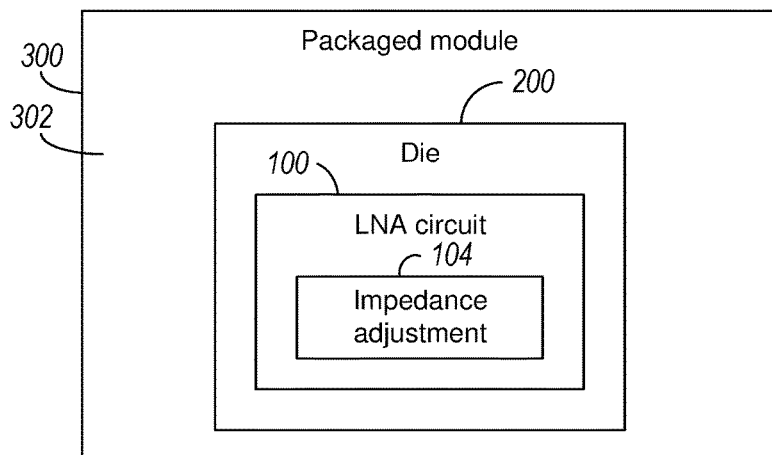 Packaged module
300
200
302
Die
100
LNA circuit
104
Impedance
adjustment